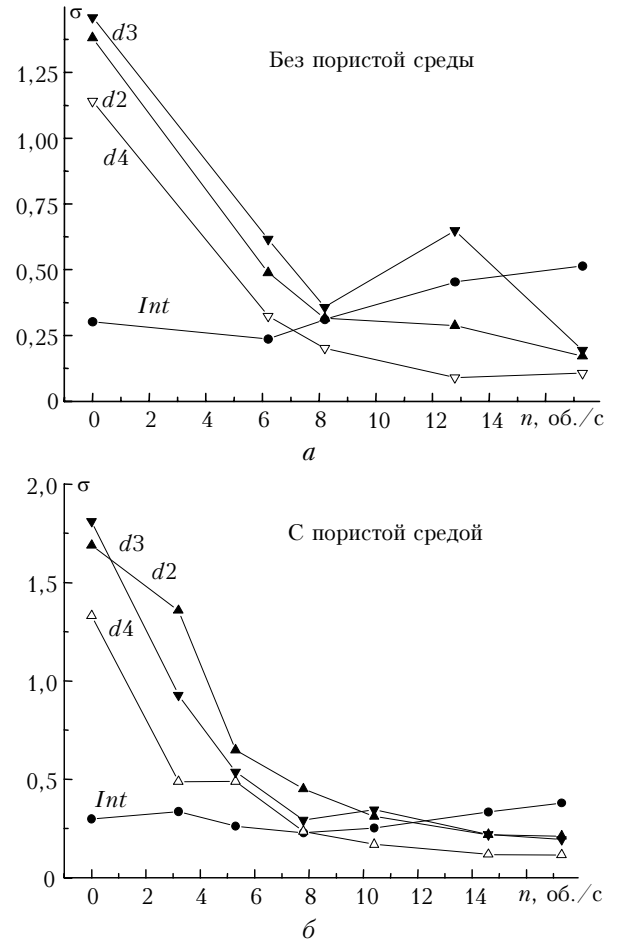 σ
d3
Без пористой среды
1,25
d2
1,00
d4
0,75
0,50
Int
0,25
0
0 2 4 6 8 10 12 14 n, об./с
а
2,0 σ
d3
С пористой средой
d2
1,5
d4
1,0
0,5
Int
0
0 2 4 6 8 10 14 n, об./с
б